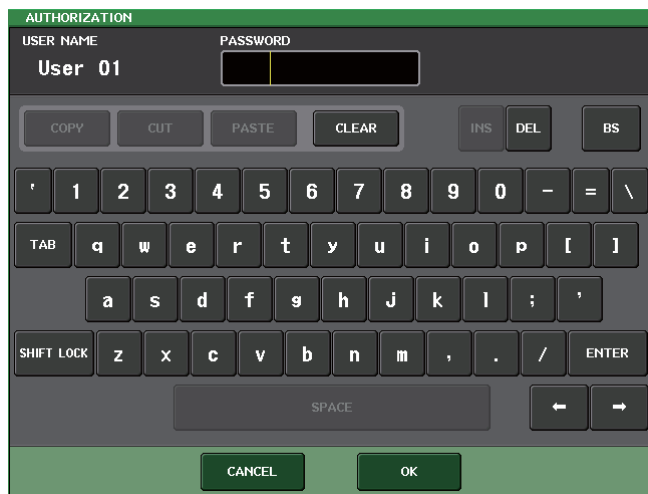 AUTHORIZATION
USER NAME PASSWORD
User 01
COPY CUT PASTE CLEAR INS DEL BS
' 1 2 3 4 5 6 7 8 9 0 - = \
TAB q w e r t y u i o p [ ]
a s d f g h j k l ; '
SHIFT LOCK z x c v b n m , . / ENTER
SPACE ← →
CANCEL OK